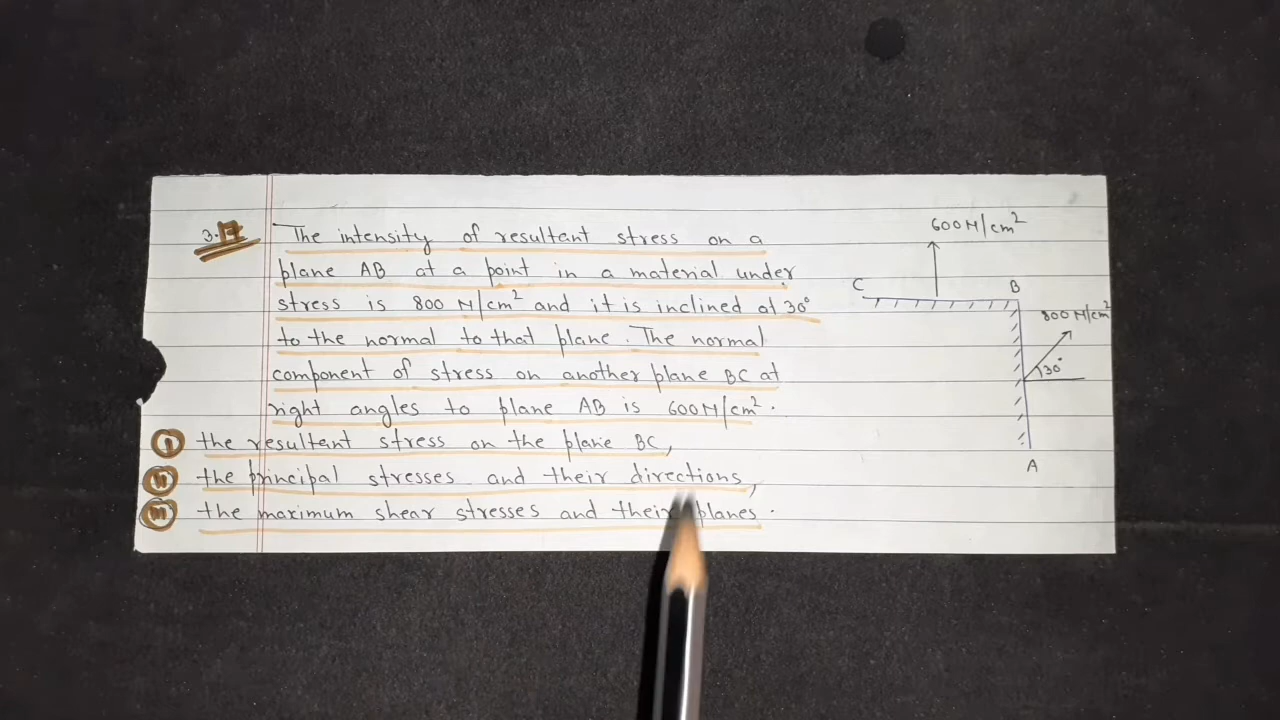 3.17 The intensity of resultant stress on a
plane AB at a point in a material under
stress is 800 N/cm² and it is inclined at 30°
to the normal to that plane. The normal
component of stress on another plane BC at
right angles to plane AB is 600 N/cm².
(i) the resultant stress on the plane BC,
(ii) the principal stresses and their directions,
(iii) the maximum shear stresses and their planes.
600 N/cm²
C
B
800 N/cm²
30°
A